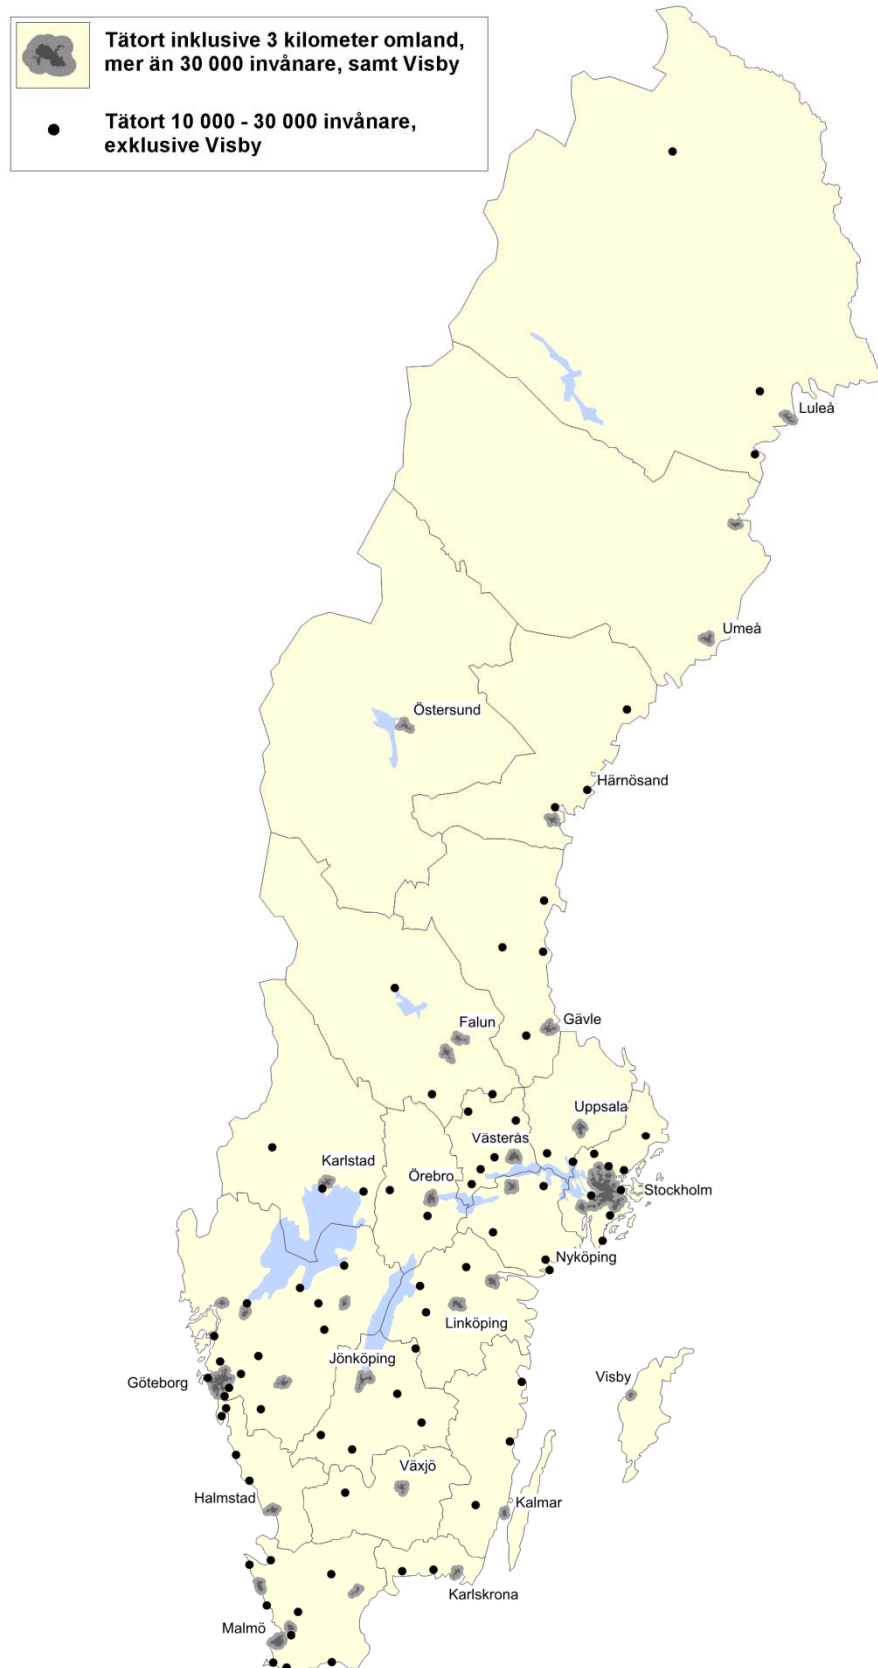 Tätort inklusive 3 kilometer omland,
mer än 30 000 invånare, samt Visby
Tätort 10 000 - 30 000 invånare,
exklusive Visby
Luleå
Umeå
Östersund
Härnösand
Falun
Gävle
Uppsala
Västerås
Karlstad
Örebro
Stockholm
Nyköping
Linköping
Jönköping
Göteborg
Visby
Växjö
Halmstad
Kalmar
Karlskrona
Malmö